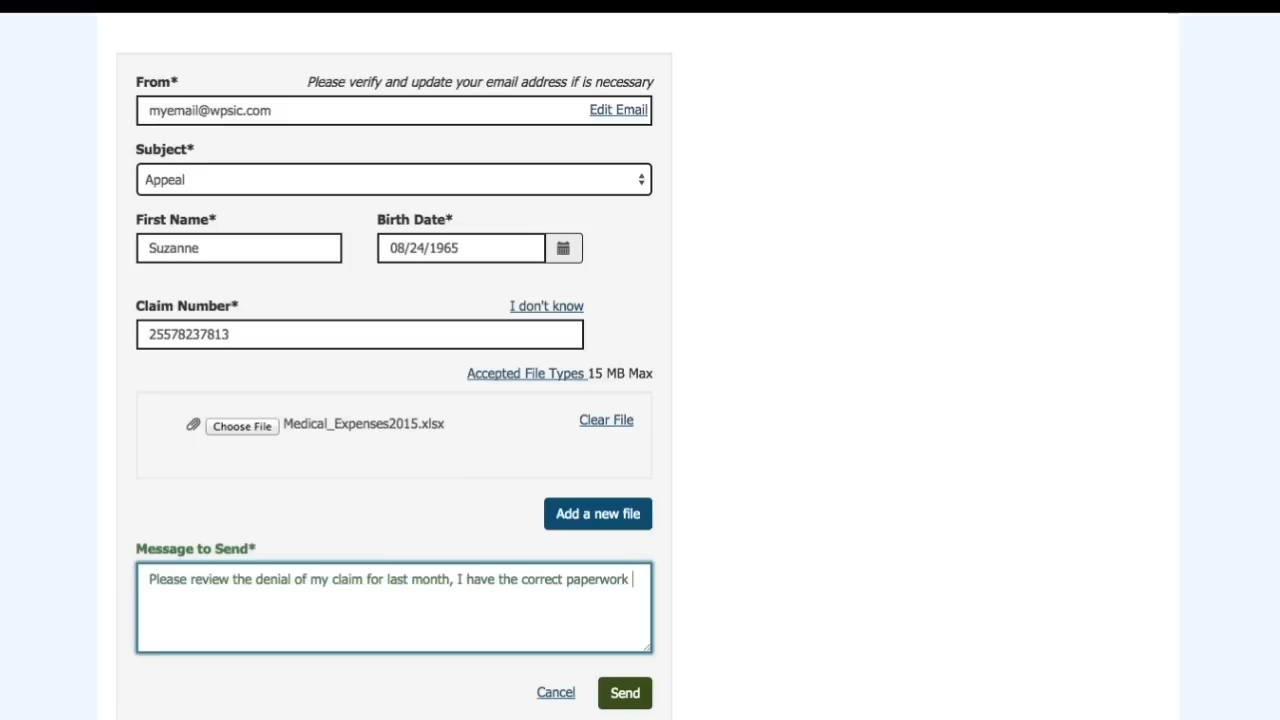 From* Please verify and update your email address if is necessary
myemail@wpsic.com Edit Email
Subject*
Appeal
First Name* Birth Date*
Suzanne 08/24/1965
Claim Number* I don't know
25578237813
Accepted File Types 15 MB Max
Choose File Medical_Expenses2015.xlsx Clear File
Add a new file
Message to Send*
Please review the denial of my claim for last month, I have the correct paperwork
Cancel Send